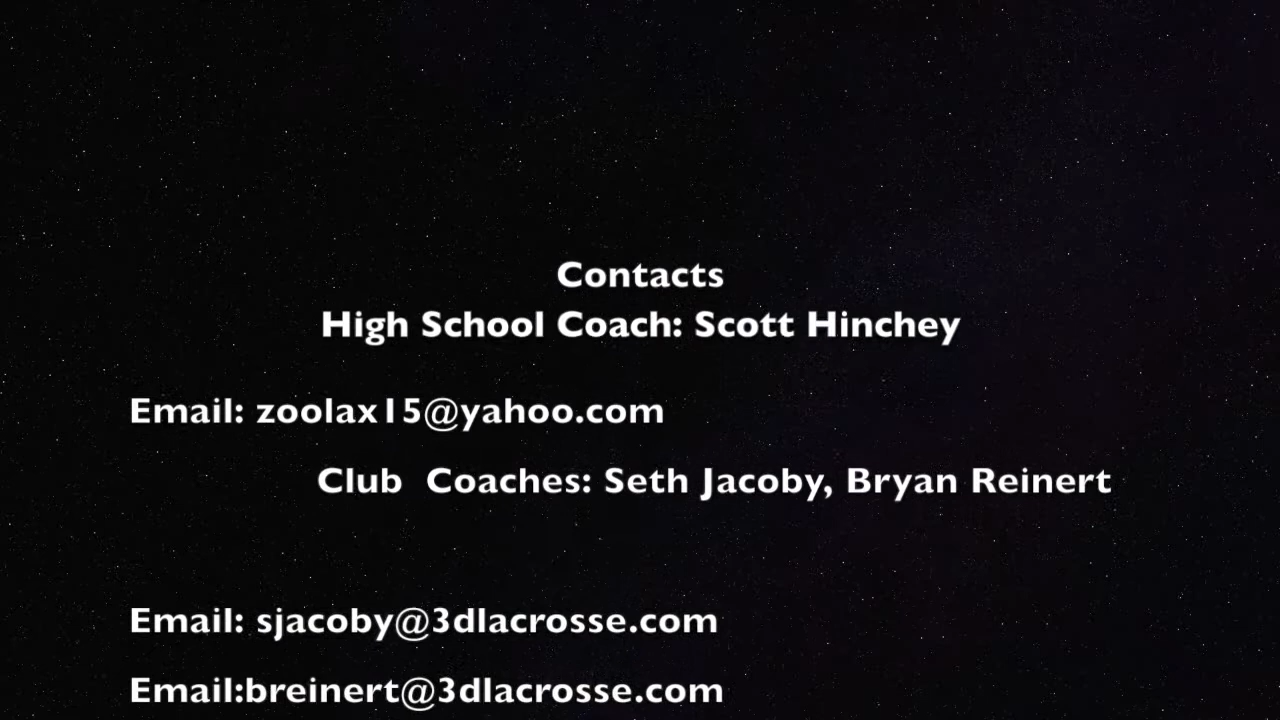 Contacts
High School Coach: Scott Hinchey
Email: zoolax15@yahoo.com
Club  Coaches: Seth Jacoby, Bryan Reinert
Email: sjacoby@3dlacrosse.com
Email:breinert@3dlacrosse.com